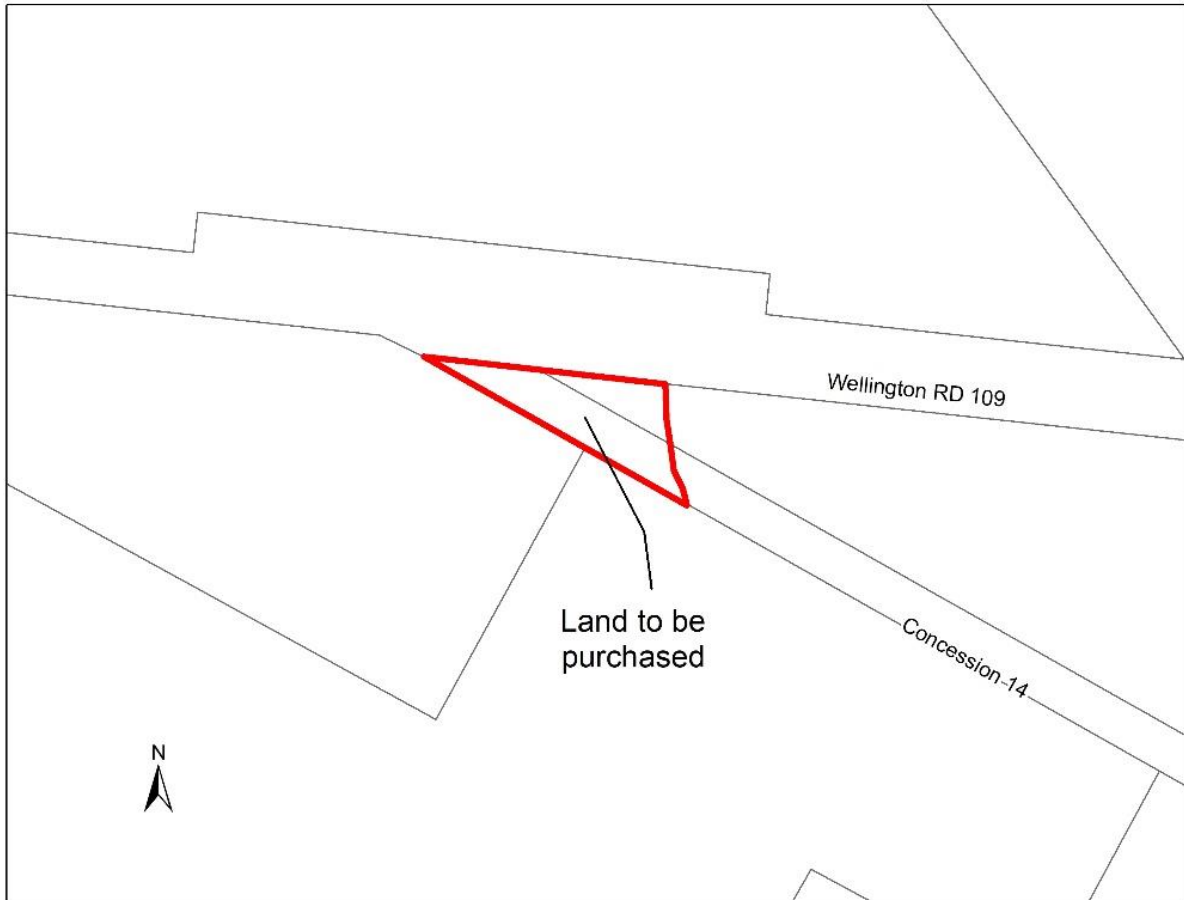 Wellington RD 109
Land to be
purchased
Concession 14
N